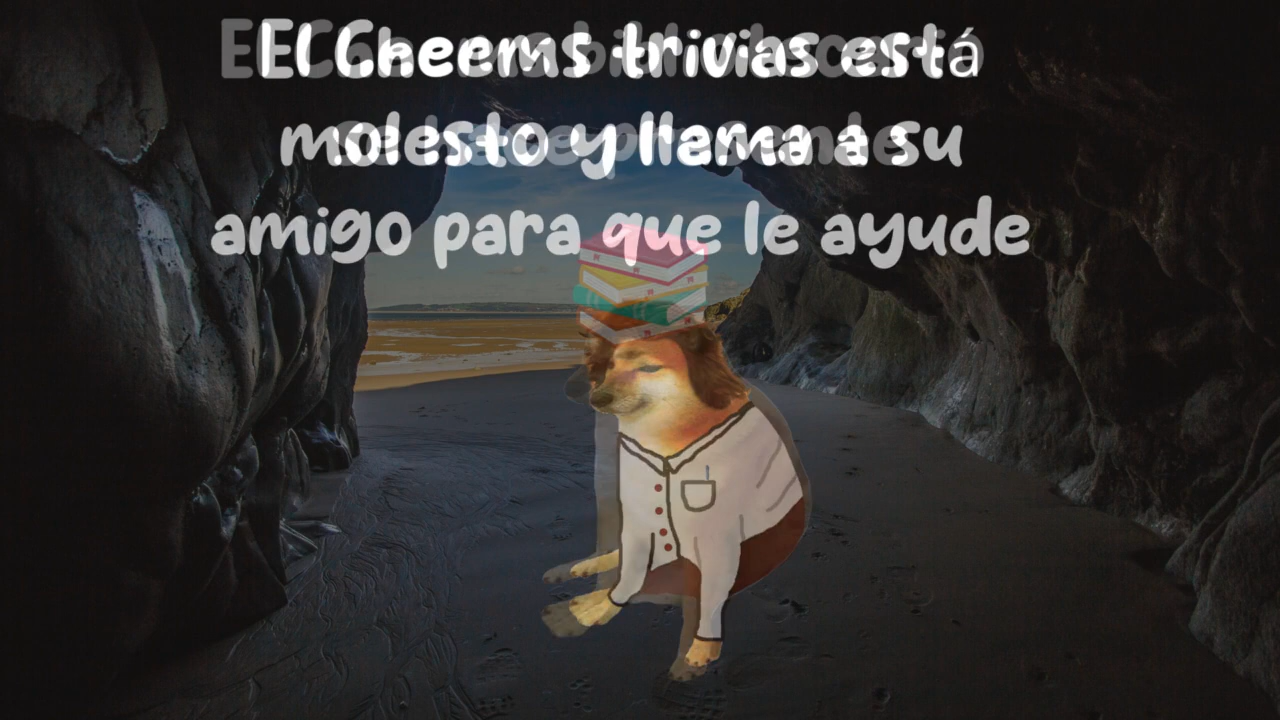 El Cheems trivias está
molesto y llama a su
amigo para que le ayude